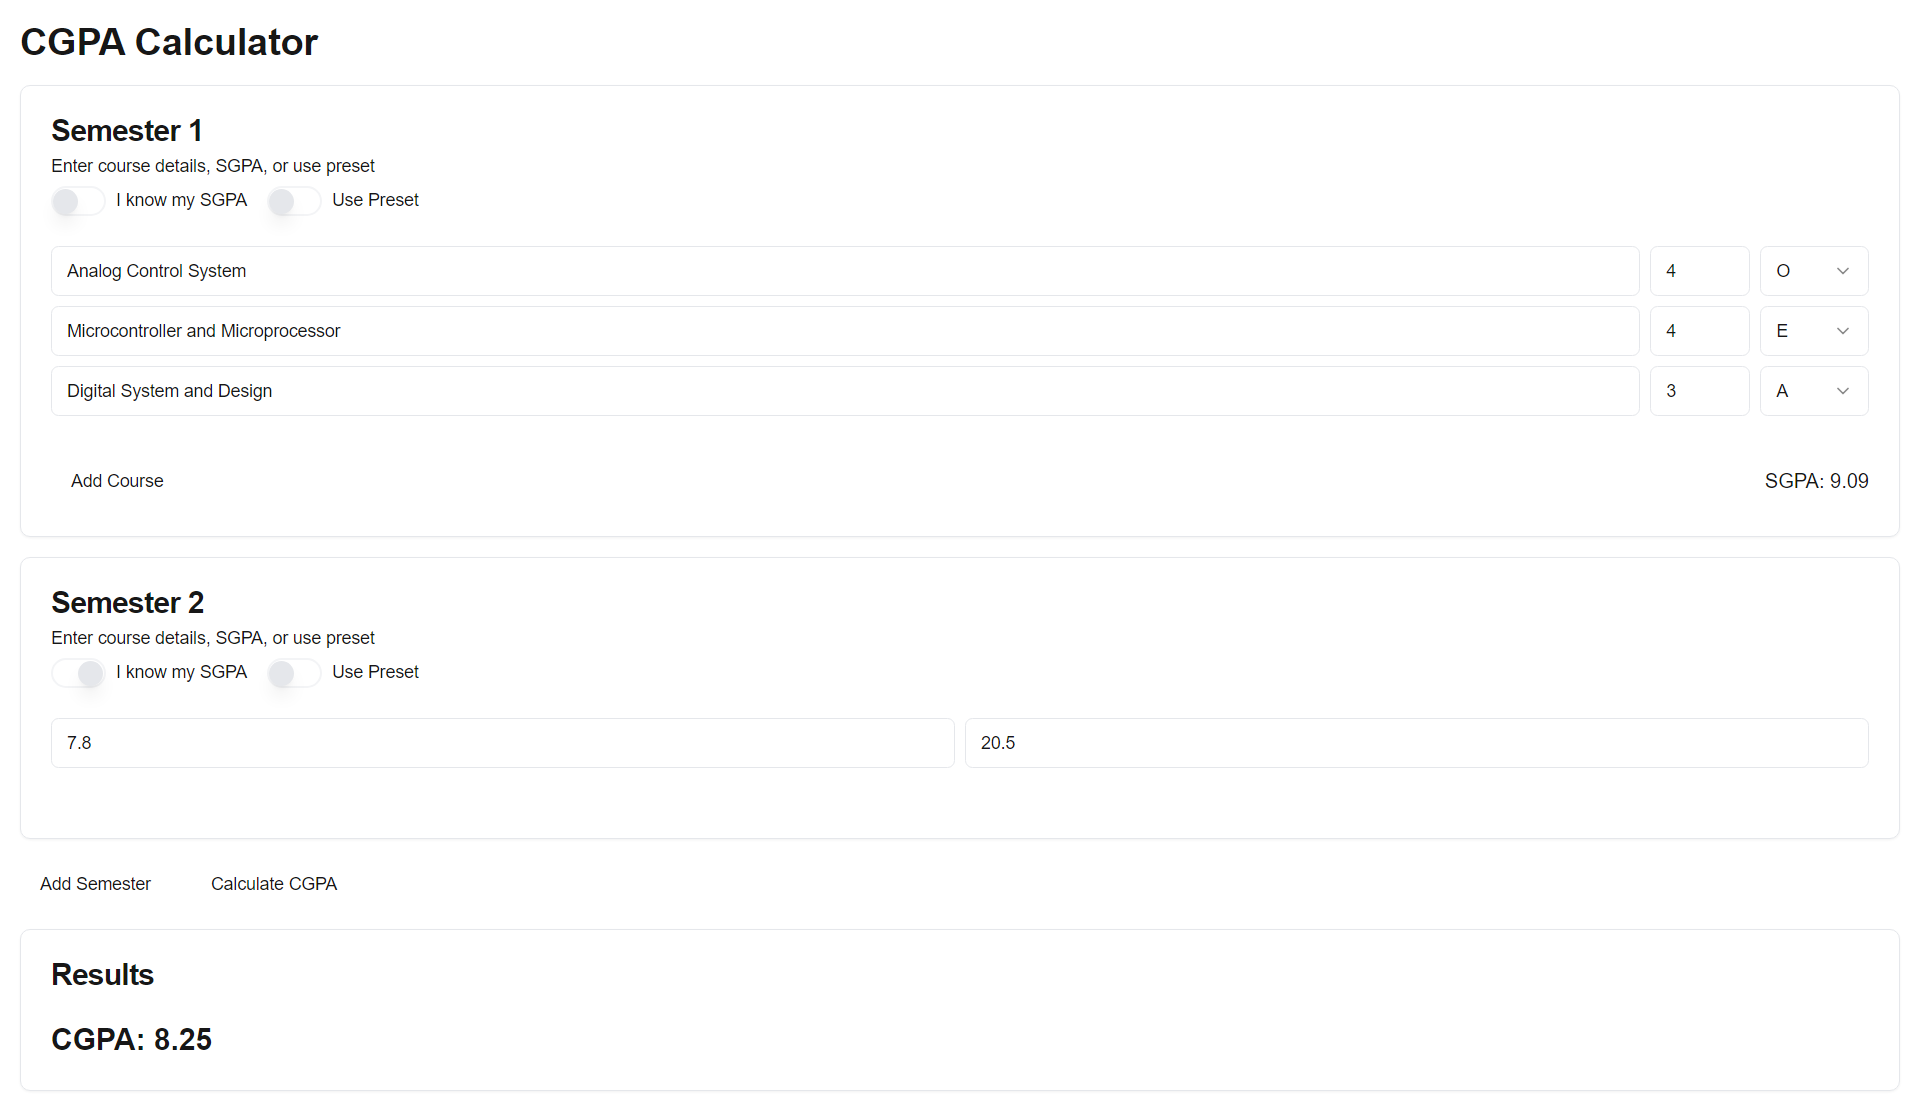 CGPA Calculator
Semester 1
Enter course details, SGPA, or use preset
I know my SGPA Use Preset
Analog Control System 4 O
Microcontroller and Microprocessor 4 E
Digital System and Design 3 A
Add Course SGPA: 9.09
Semester 2
Enter course details, SGPA, or use preset
I know my SGPA Use Preset
7.8 20.5
Add Semester Calculate CGPA
Results
CGPA: 8.25